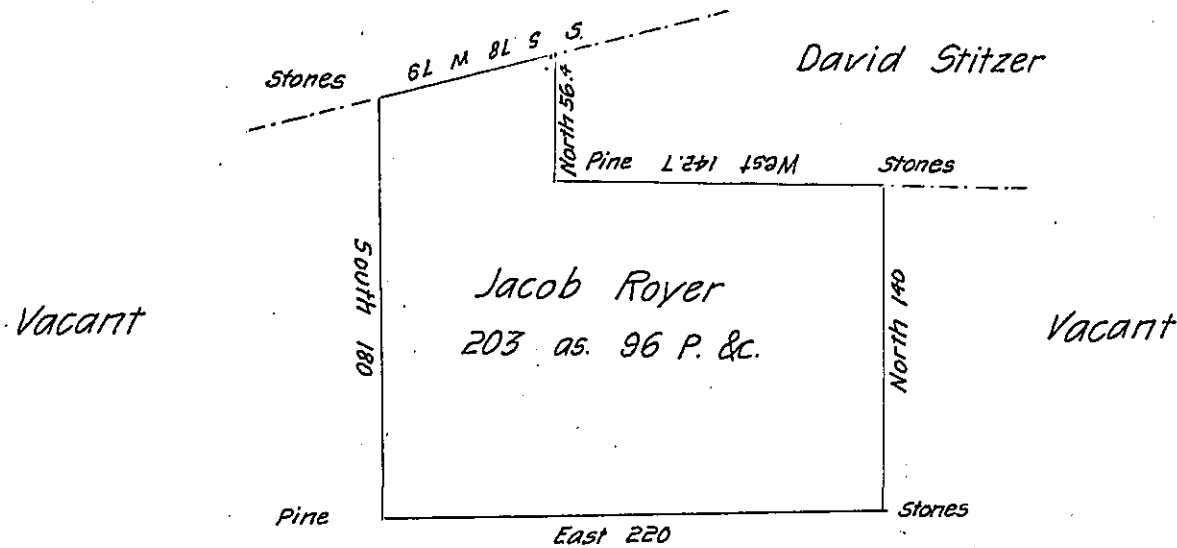 S.
S 78 W 79
David Stitzer
Stones
North 56.4
Pine
West 142.7
Stones
South 180
Jacob Royer
203 as. 96 P. &c.
North 140
Vacant
Vacant
Pine
Stones
East 220